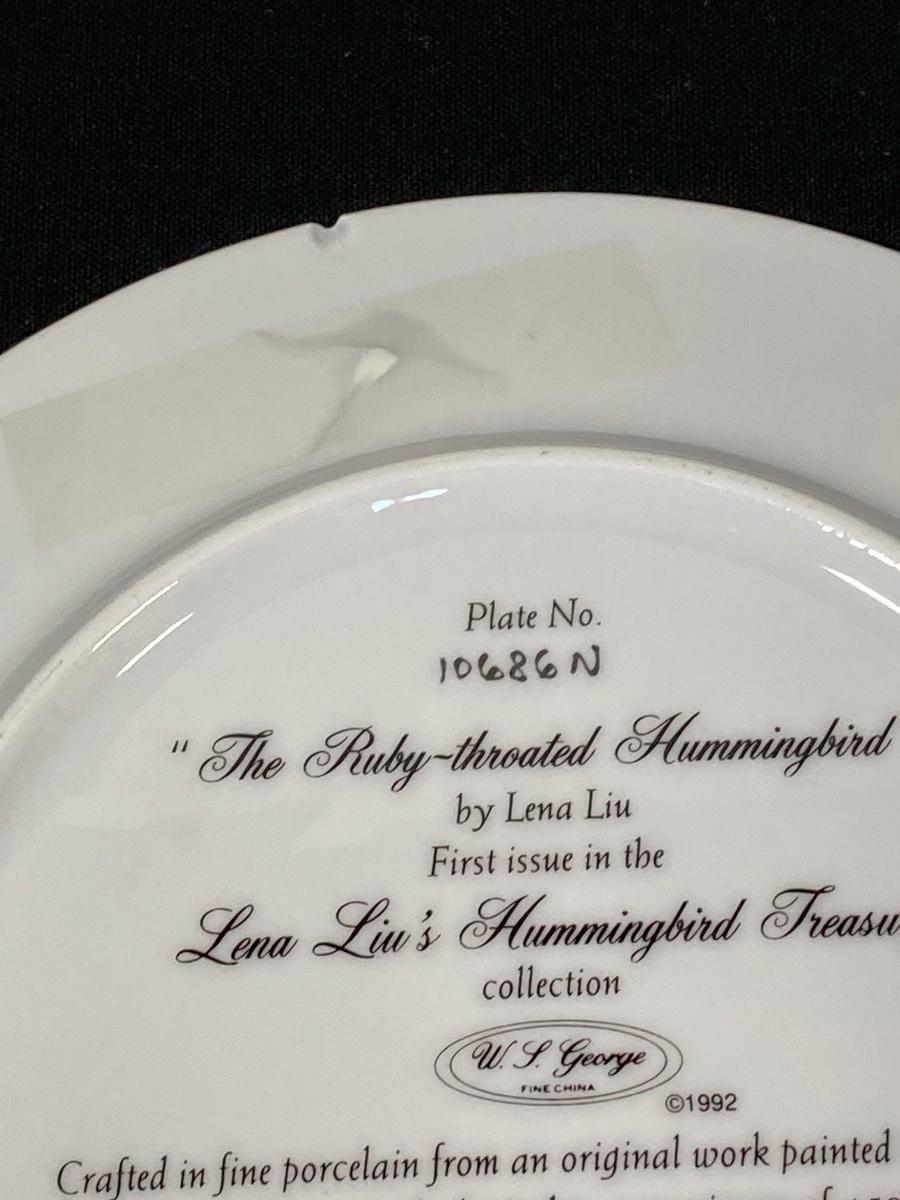 Plate No.
10686N
" The Ruby-throated Hummingbird
by Lena Liu
First issue in the
Lena Liu's Hummingbird Treasu
collection
W. S. George
FINE CHINA
©1992
Crafted in fine porcelain from an original work painted